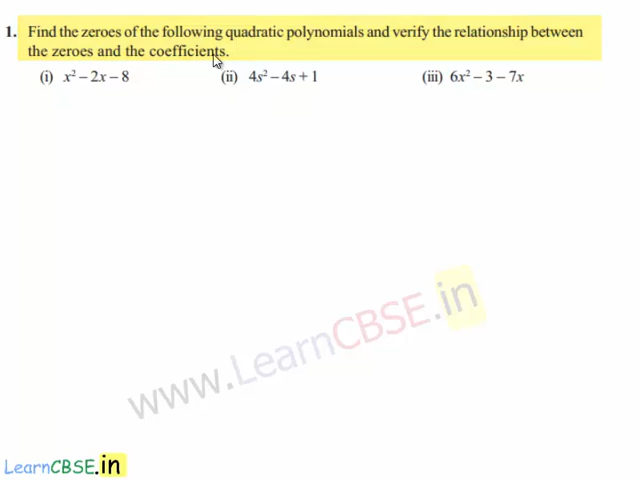 1. Find the zeroes of the following quadratic polynomials and verify the relationship between
the zeroes and the coefficients.
(i) x² – 2x – 8 (ii) 4s² – 4s + 1 (iii) 6x² – 3 – 7x
www.LearnCBSE.in
LearnCBSE.in